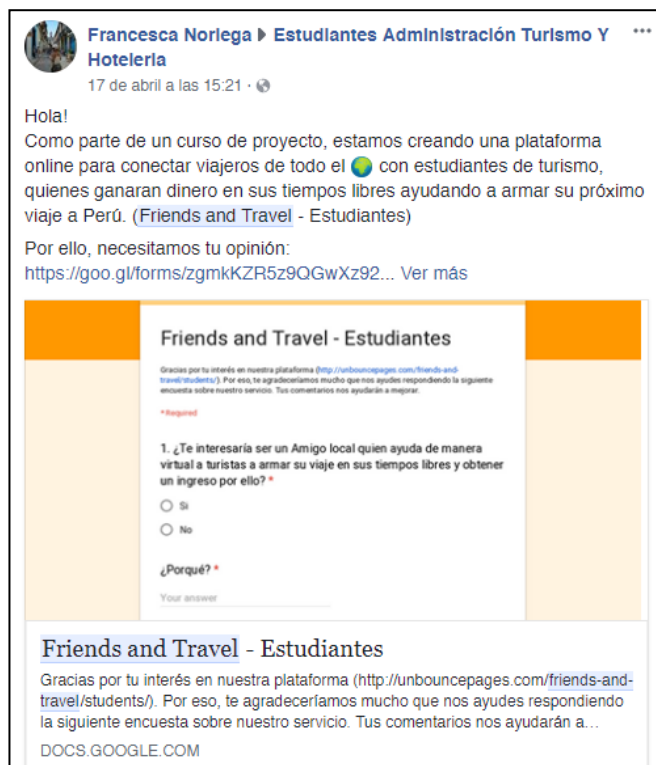 Francesca Noriega ▶ Estudiantes Administración Turismo Y ...
Hoteleria
17 de abril a las 15:21 ·
Hola!
Como parte de un curso de proyecto, estamos creando una plataforma
online para conectar viajeros de todo el 🌍 con estudiantes de turismo,
quienes ganaran dinero en sus tiempos libres ayudando a armar su próximo
viaje a Perú. (Friends and Travel - Estudiantes)
Por ello, necesitamos tu opinión:
https://goo.gl/forms/zgmkKZR5z9QGwXz92... Ver más
Friends and Travel - Estudiantes
Gracias por tu interés en nuestra plataforma (http://unbouncepages.com/friends-and-
travel/students/). Por eso, te agradeceríamos mucho que nos ayudes respondiendo la siguiente
encuesta sobre nuestro servicio. Tus comentarios nos ayudarán a mejorar.
* Required
1. ¿Te interesaría ser un Amigo local quien ayuda de manera
virtual a turistas a armar su viaje en sus tiempos libres y obtener
un ingreso por ello? *
Si
No
¿Porqué? *
Your answer
Friends and Travel - Estudiantes
Gracias por tu interés en nuestra plataforma (http://unbouncepages.com/friends-and-
travel/students/). Por eso, te agradeceríamos mucho que nos ayudes respondiendo
la siguiente encuesta sobre nuestro servicio. Tus comentarios nos ayudarán a...
DOCS.GOOGLE.COM